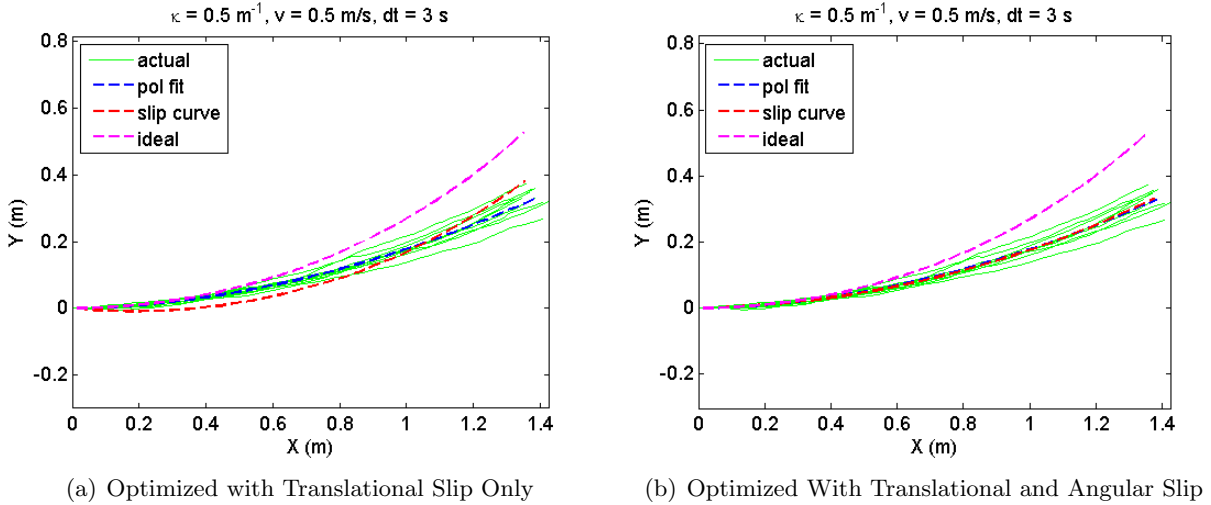 κ = 0.5 m⁻¹, v = 0.5 m/s, dt = 3 s
0.8
0.6
0.4
0.2
0
-0.2
Y (m)
actual
pol fit
slip curve
ideal
0 0.2 0.4 0.6 0.8 1 1.2 1.4
X (m)
(a) Optimized with Translational Slip Only
κ = 0.5 m⁻¹, v = 0.5 m/s, dt = 3 s
0.8
0.6
0.4
0.2
0
-0.2
Y (m)
actual
pol fit
slip curve
ideal
0 0.2 0.4 0.6 0.8 1 1.2 1.4
X (m)
(b) Optimized With Translational and Angular Slip